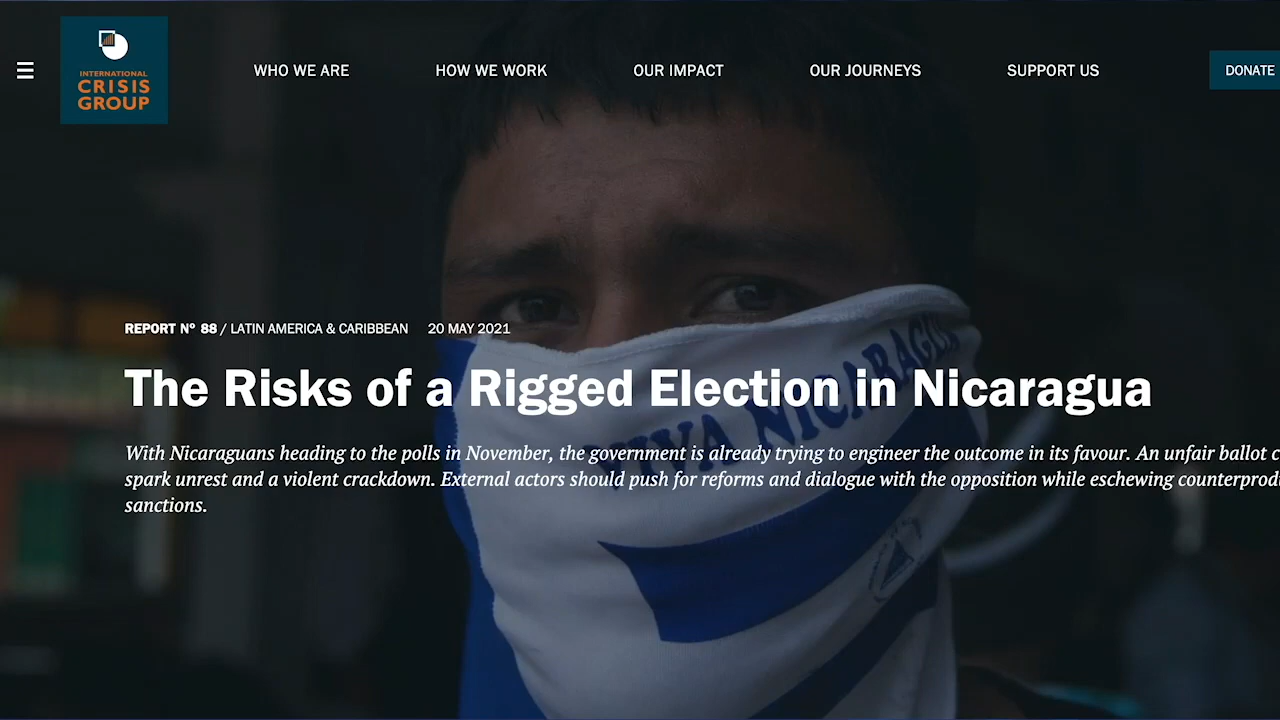 INTERNATIONAL
CRISIS
GROUP
WHO WE ARE
HOW WE WORK
OUR IMPACT
OUR JOURNEYS
SUPPORT US
DONATE
REPORT Nº 88 / LATIN AMERICA & CARIBBEAN 20 MAY 2021
The Risks of a Rigged Election in Nicaragua
With Nicaraguans heading to the polls in November, the government is already trying to engineer the outcome in its favour. An unfair ballot
spark unrest and a violent crackdown. External actors should push for reforms and dialogue with the opposition while eschewing
sanctions.
VIVA NICARAGUA